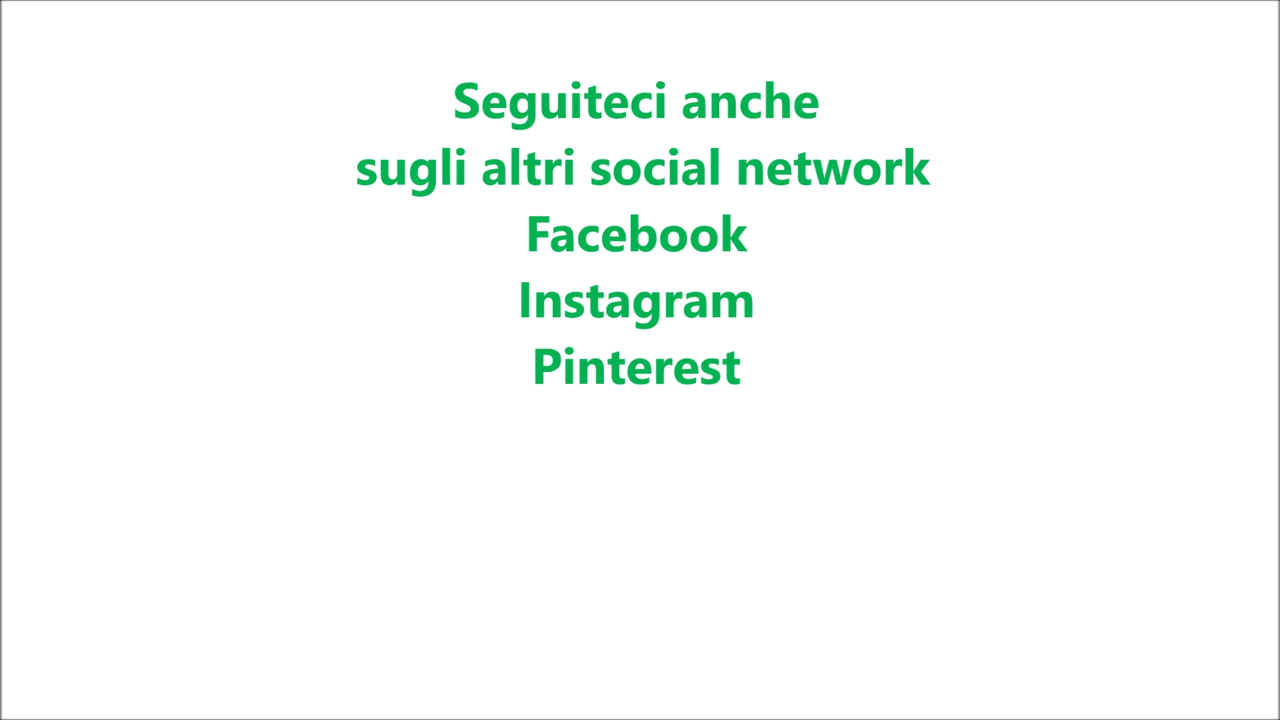 Seguiteci anche
sugli altri social network
Facebook
Instagram
Pinterest